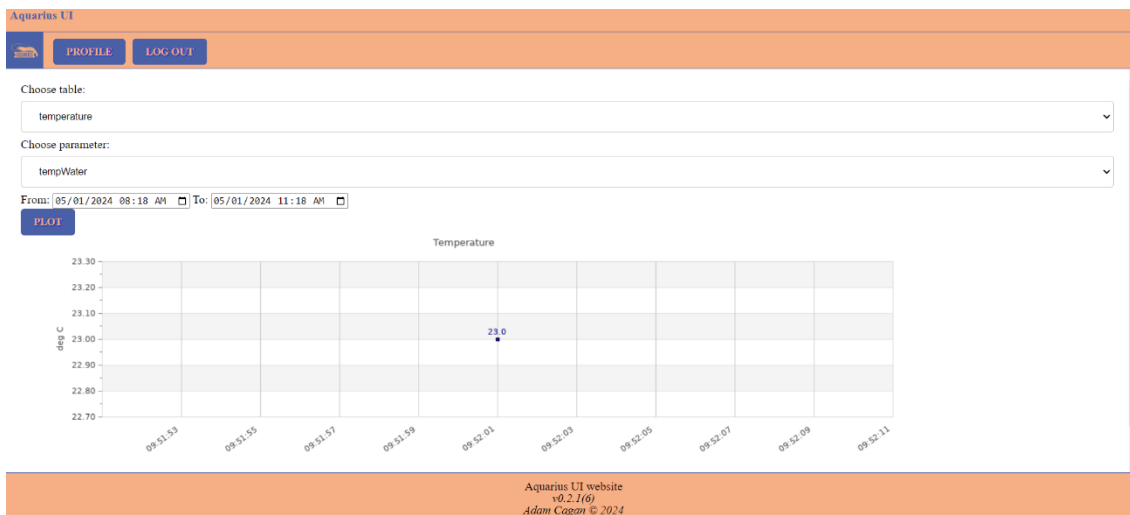 Aquarius UI
PROFILE LOG OUT
Choose table:
temperature
Choose parameter:
tempWater
From: 05/01/2024 08:18 AM To: 05/01/2024 11:18 AM
PLOT
Temperature
23.30
23.20
23.10
23.00
22.90
22.80
22.70
deg C
23.0
09:51:53 09:51:55 09:51:57 09:51:59 09:52:01 09:52:03 09:52:05 09:52:07 09:52:09 09:52:11
Aquarius UI website
v0.2.1(6)
Adam Cagan © 2024